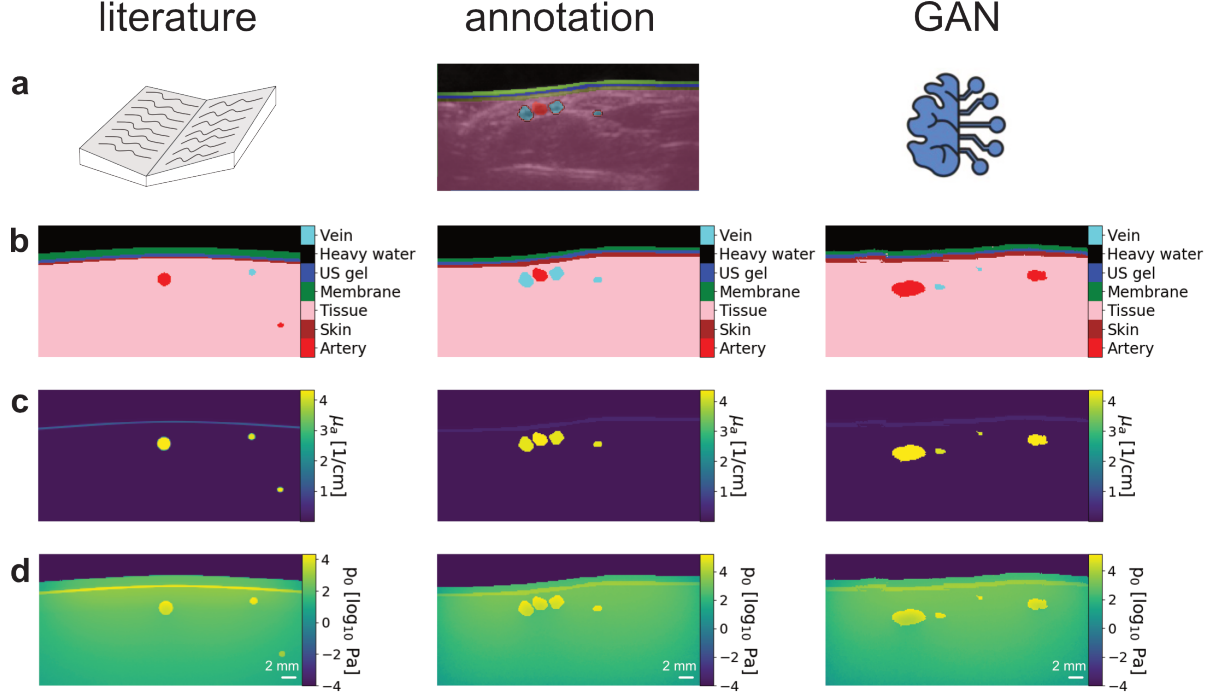 literature annotation GAN
a
b
Vein
Heavy water
US gel
Membrane
Tissue
Skin
Artery
Vein
Heavy water
US gel
Membrane
Tissue
Skin
Artery
Vein
Heavy water
US gel
Membrane
Tissue
Skin
Artery
c
4
3
2
1
μₐ [1/cm]
4
3
2
1
μₐ [1/cm]
4
3
2
1
μₐ [1/cm]
d
2 mm
4
2
0
−2
−4
p₀ [log₁₀ Pa]
2 mm
4
2
0
−2
−4
p₀ [log₁₀ Pa]
2 mm
4
2
0
−2
−4
p₀ [log₁₀ Pa]